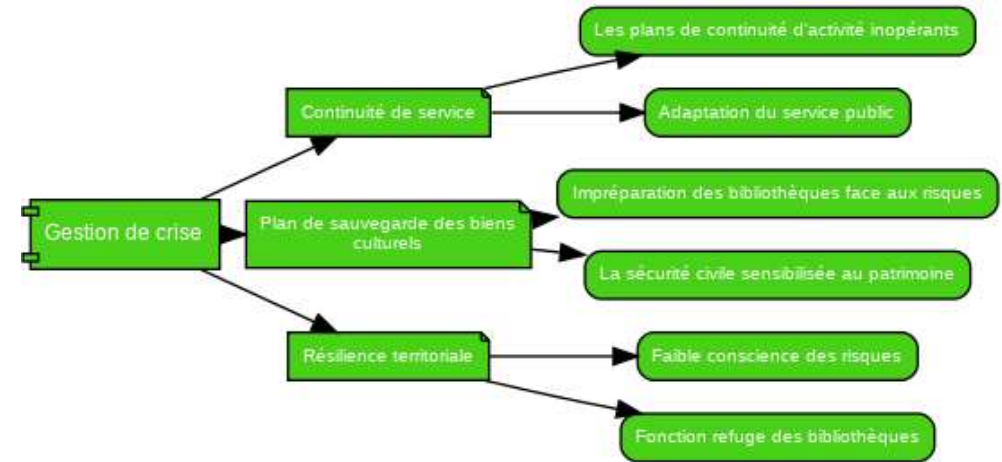 Les plans de continuité d'activité inopérants
Continuité de service
Adaptation du service public
Impréparation des bibliothèques face aux risques
Gestion de crise
Plan de sauvegarde des biens
culturels
La sécurité civile sensibilisée au patrimoine
Résilience territoriale
Faible conscience des risques
Fonction refuge des bibliothèques